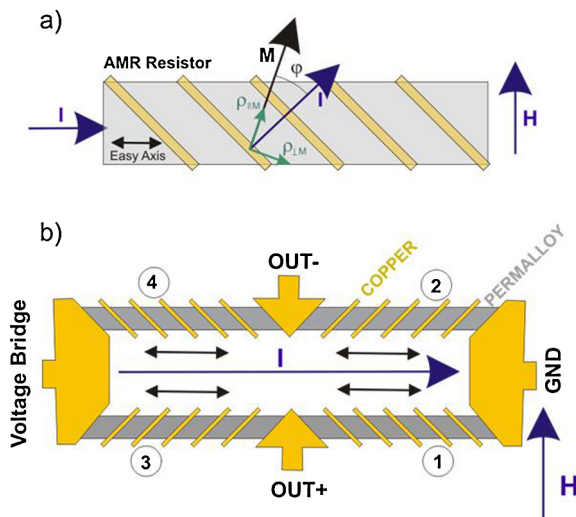 a)
AMR Resistor
M
φ
I
ρ||M
I
H
Easy Axis
ρ⊥M
b)
OUT-
COPPER
PERMALLOY
4
2
Voltage Bridge
I
GND
3
1
OUT+
H